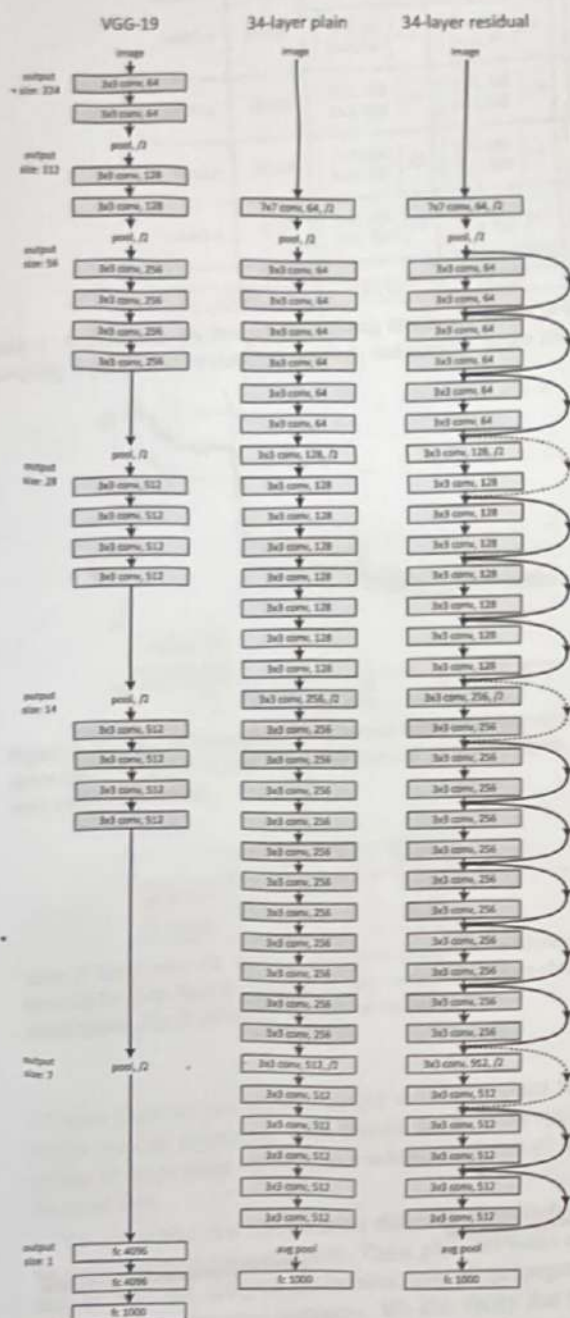 VGG-19
image
output
size: 224
3x3 conv, 64
3x3 conv, 64
pool, /2
output
size: 112
3x3 conv, 128
3x3 conv, 128
pool, /2
output
size: 56
3x3 conv, 256
3x3 conv, 256
3x3 conv, 256
3x3 conv, 256
pool, /2
output
size: 28
3x3 conv, 512
3x3 conv, 512
3x3 conv, 512
3x3 conv, 512
pool, /2
output
size: 14
3x3 conv, 512
3x3 conv, 512
3x3 conv, 512
3x3 conv, 512
output
size: 7
pool, /2
output
size: 1
fc 4096
fc 4096
fc 1000
34-layer plain
image
7x7 conv, 64, /2
pool, /2
3x3 conv, 64
3x3 conv, 64
3x3 conv, 64
3x3 conv, 64
3x3 conv, 64
3x3 conv, 64
3x3 conv, 128, /2
3x3 conv, 128
3x3 conv, 128
3x3 conv, 128
3x3 conv, 128
3x3 conv, 128
3x3 conv, 128
3x3 conv, 128
3x3 conv, 256, /2
3x3 conv, 256
3x3 conv, 256
3x3 conv, 256
3x3 conv, 256
3x3 conv, 256
3x3 conv, 256
3x3 conv, 256
3x3 conv, 256
3x3 conv, 256
3x3 conv, 256
3x3 conv, 256
3x3 conv, 512, /2
3x3 conv, 512
3x3 conv, 512
3x3 conv, 512
3x3 conv, 512
3x3 conv, 512
avg pool
fc 1000
34-layer residual
image
7x7 conv, 64, /2
pool, /2
3x3 conv, 64
3x3 conv, 64
3x3 conv, 64
3x3 conv, 64
3x3 conv, 64
3x3 conv, 64
3x3 conv, 128, /2
3x3 conv, 128
3x3 conv, 128
3x3 conv, 128
3x3 conv, 128
3x3 conv, 128
3x3 conv, 128
3x3 conv, 128
3x3 conv, 256, /2
3x3 conv, 256
3x3 conv, 256
3x3 conv, 256
3x3 conv, 256
3x3 conv, 256
3x3 conv, 256
3x3 conv, 256
3x3 conv, 256
3x3 conv, 256
3x3 conv, 256
3x3 conv, 256
3x3 conv, 512, /2
3x3 conv, 512
3x3 conv, 512
3x3 conv, 512
3x3 conv, 512
3x3 conv, 512
avg pool
fc 1000